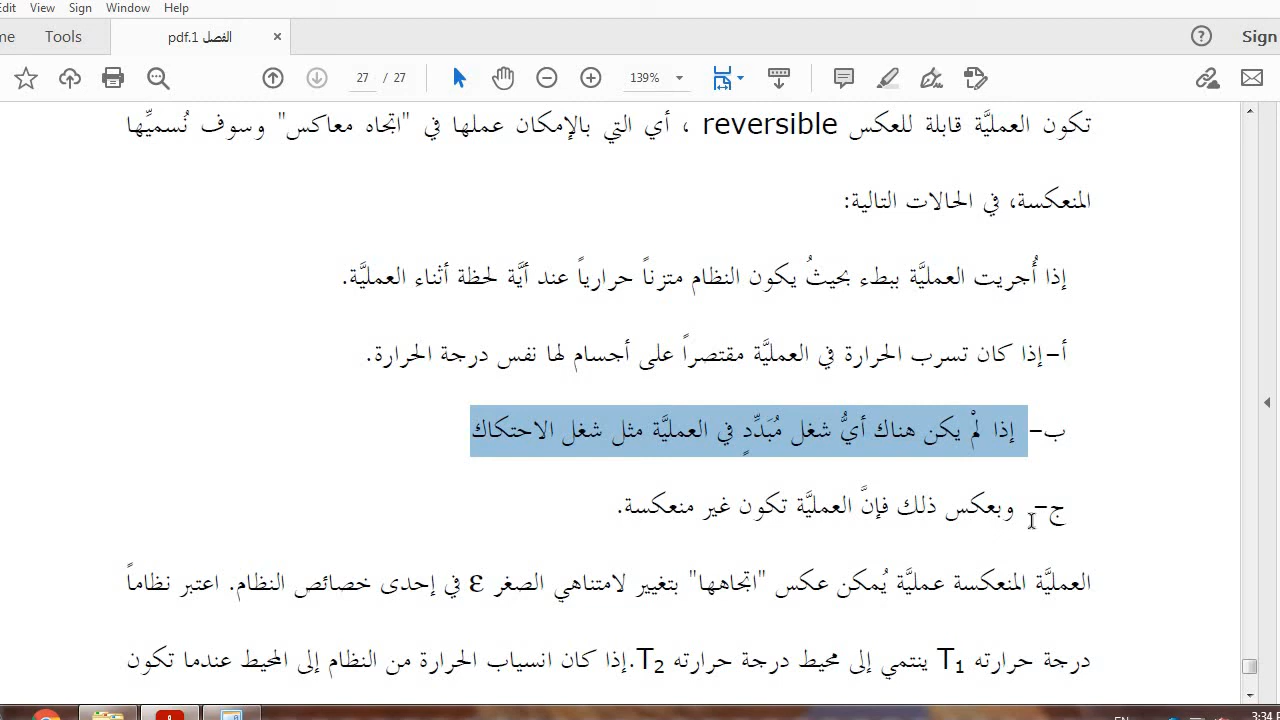 Edit View Sign Window Help
me Tools الفصل 1.pdf × Sign
27 / 27 139%
تكون العمليَّة قابلة للعكس reversible ، أي التي بالإمكان عملها في "اتجاه معاكس" وسوف نُسميِّها
المنعكسة، في الحالات التالية:
إذا أُجريت العمليَّة ببطء بحيثُ يكون النظام متزناً حرارياً عند أيَّة لحظة أثناء العمليَّة.
أ-إذا كان تسرب الحرارة في العمليَّة مقتصراً على أجسام لها نفس درجة الحرارة.
ب- إذا لمْ يكن هناك أيُّ شغل مُبَدِّدٍ في العمليَّة مثل شغل الاحتكاك
ج- وبعكس ذلك فإنَّ العمليَّة تكون غير منعكسة.
العمليَّة المنعكسة عمليَّة يُمكن عكس "اتجاهها" بتغيير لامتناهي الصغر ε في إحدى خصائص النظام. اعتبر نظاماً
درجة حرارته T₁ ينتمي إلى محيط درجة حرارته T₂.إذا كان انسياب الحرارة من النظام إلى المحيط عندما تكون
EN 3:34